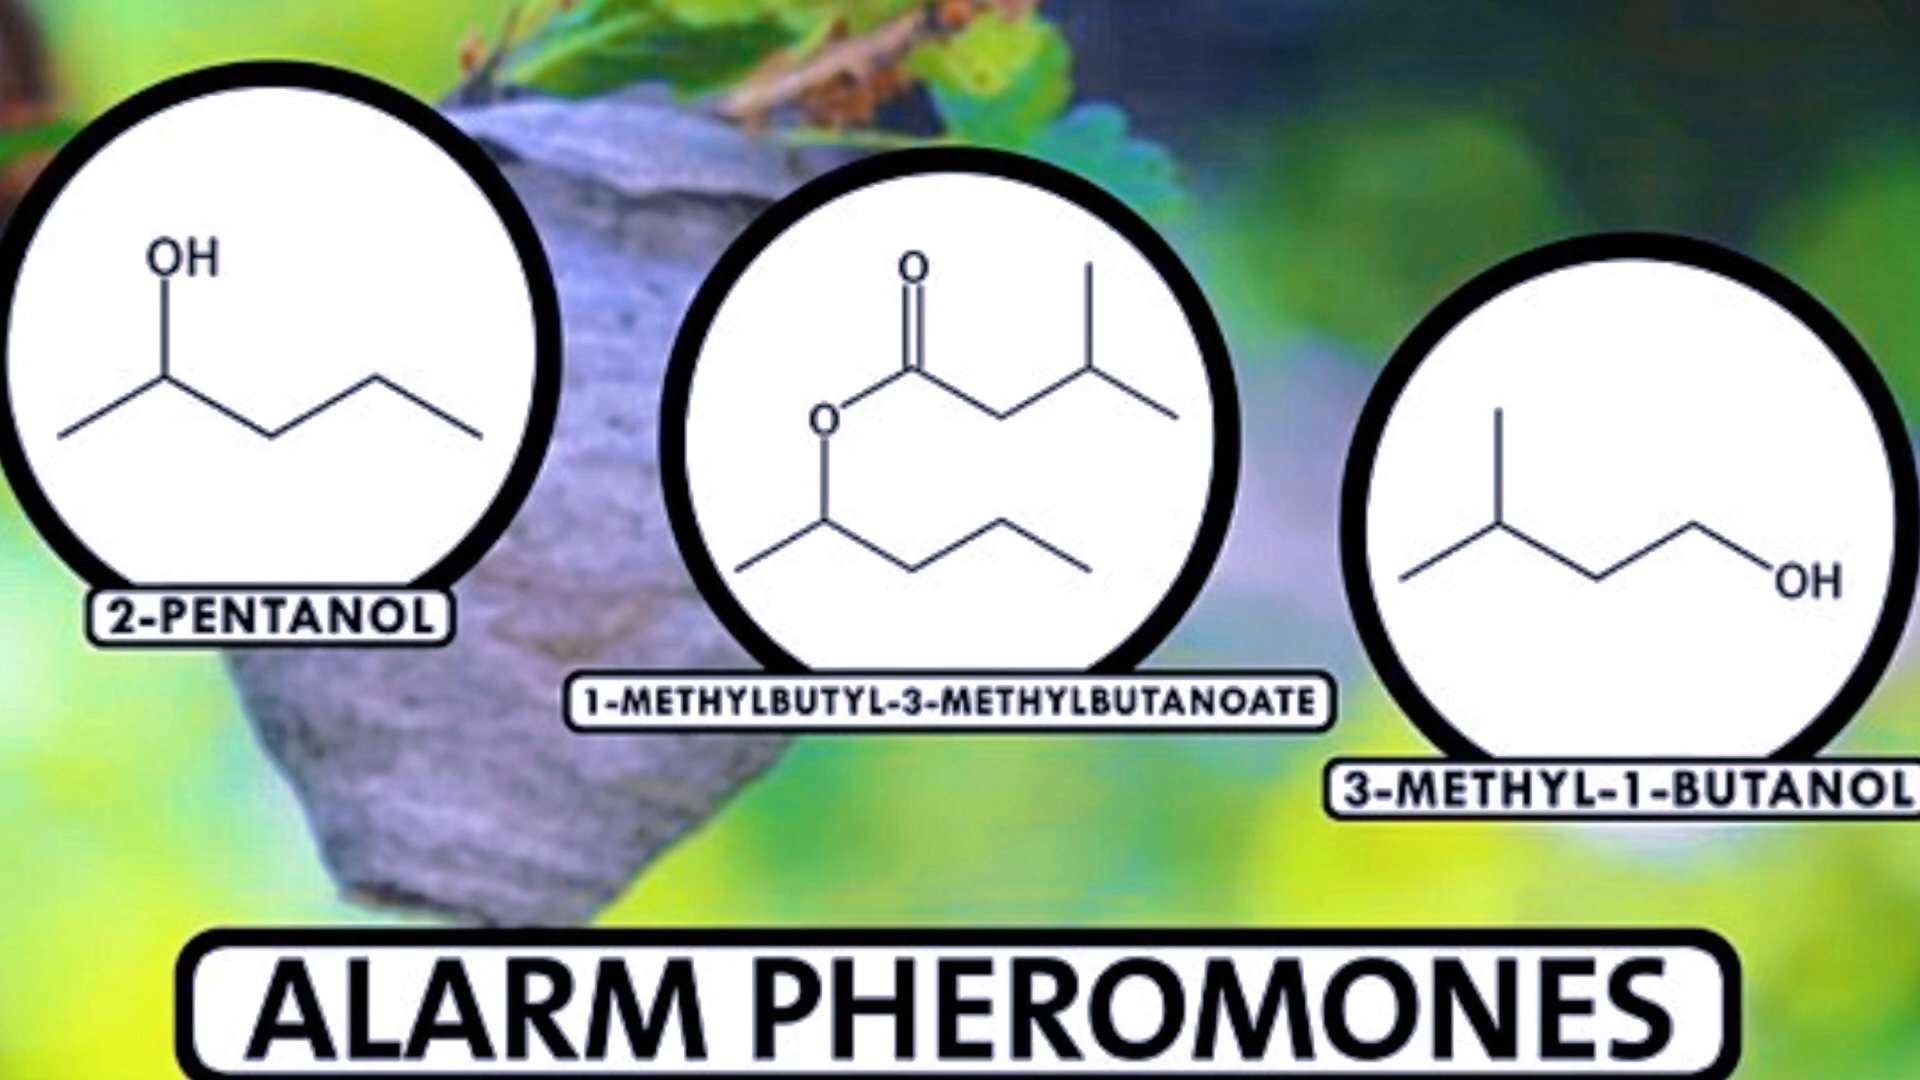 OH
2-PENTANOL
O
O
1-METHYLBUTYL-3-METHYLBUTANOATE
OH
3-METHYL-1-BUTANOL
ALARM PHEROMONES